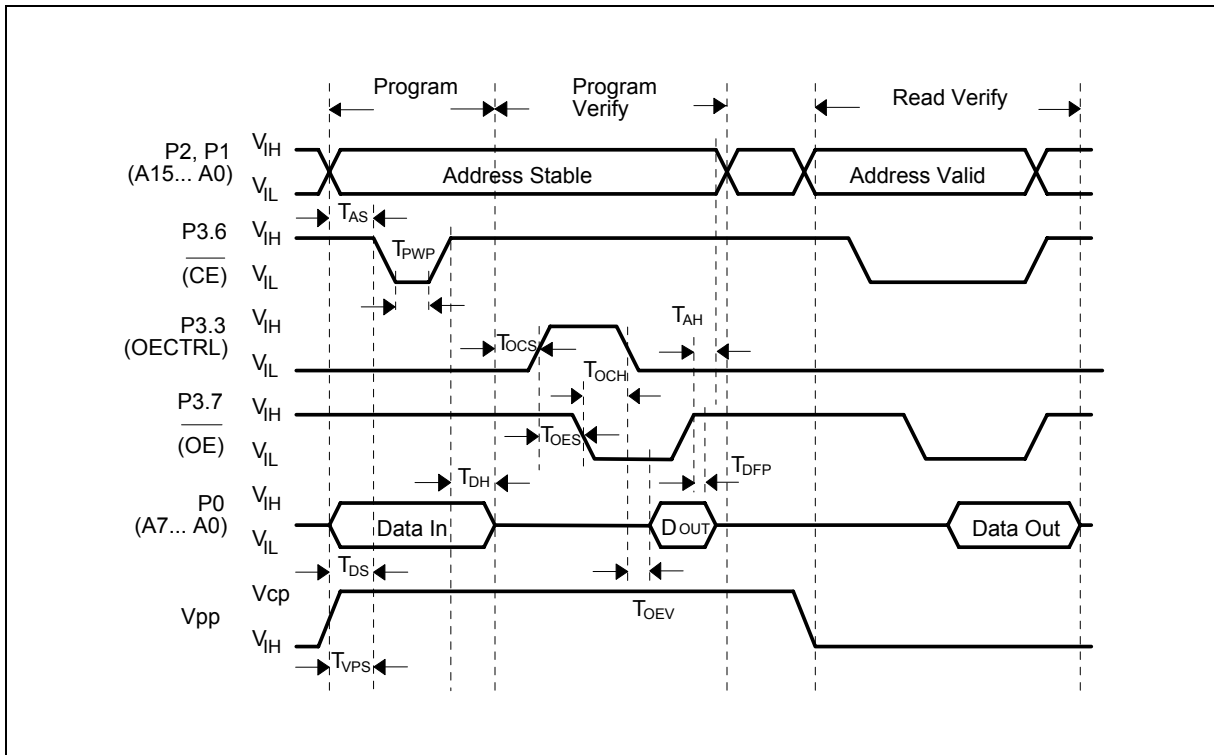 Program
Program
Verify
Read Verify
P2, P1
(A15... A0)
VIH
VIL
Address Stable
Address Valid
TAS
P3.6
(CE)
VIH
VIL
TPWP
P3.3
(OECTRL)
VIH
VIL
TOCS
TAH
TOCH
P3.7
(OE)
VIH
VIL
TOES
TDFP
TDH
P0
(A7... A0)
VIH
VIL
Data In
DOUT
Data Out
TDS
Vpp
Vcp
VIH
TOEV
TVPS